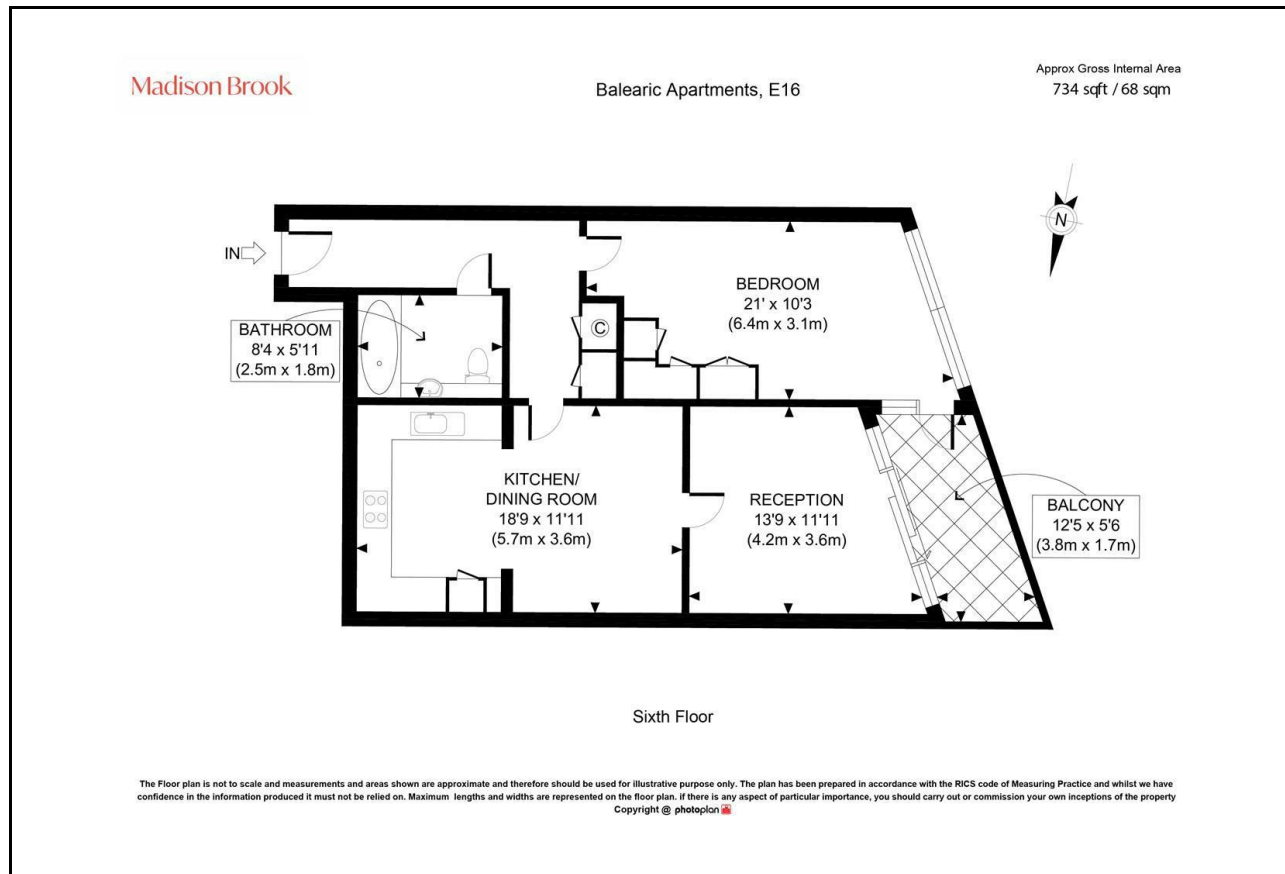 Madison Brook
Balearic Apartments, E16
Approx Gross Internal Area
734 sqft / 68 sqm
N
IN
BEDROOM
21' x 10'3
(6.4m x 3.1m)
C
BATHROOM
8'4 x 5'11
(2.5m x 1.8m)
KITCHEN/
DINING ROOM
18'9 x 11'11
(5.7m x 3.6m)
RECEPTION
13'9 x 11'11
(4.2m x 3.6m)
BALCONY
12'5 x 5'6
(3.8m x 1.7m)
Sixth Floor
The Floor plan is not to scale and measurements and areas shown are approximate and therefore should be used for illustrative purpose only. The plan has been prepared in accordance with the RICS code of Measuring Practice and whilst we have
confidence in the information produced it must not be relied on. Maximum lengths and widths are represented on the floor plan. if there is any aspect of particular importance, you should carry out or commission your own inceptions of the property
Copyright @ photoplan